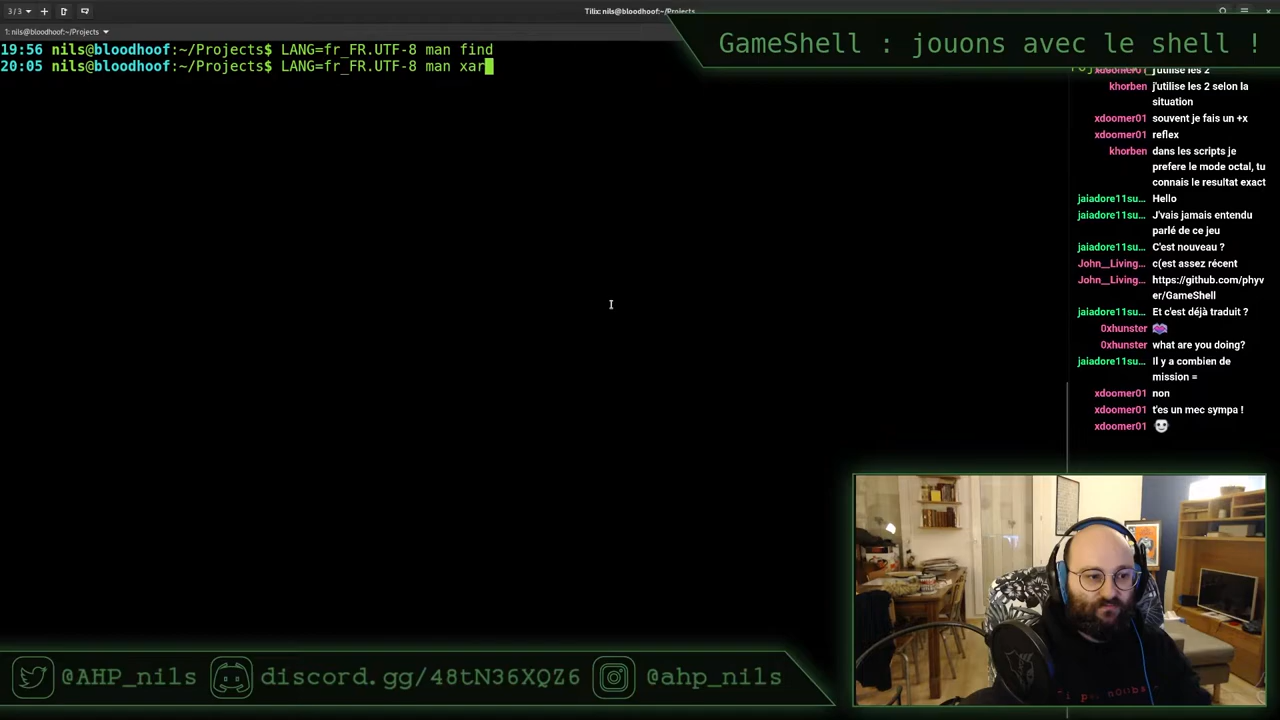 3/3
Tilix: nils@bloodhoof:~/Projects
1: nils@bloodhoof:~/Projects
GameShell : jouons avec le shell !
19:56 nils@bloodhoof:~/Projects$ LANG=fr_FR.UTF-8 man find
20:05 nils@bloodhoof:~/Projects$ LANG=fr_FR.UTF-8 man xar
xdoomer01 j'utilise les 2
khorben j'utilise les 2 selon la
situation
xdoomer01 souvent je fais un +x
xdoomer01 reflex
khorben dans les scripts je
prefere le mode octal, tu
connais le resultat exact
jaiadore11su... Hello
jaiadore11su... J'vais jamais entendu
parlé de ce jeu
jaiadore11su... C'est nouveau ?
John__Living... c(est assez récent
John__Living... https://github.com/phyv
er/GameShell
jaiadore11su... Et c'est déjà traduit ?
0xhunster
0xhunster what are you doing?
jaiadore11su... Il y a combien de
mission =
xdoomer01 non
xdoomer01 t'es un mec sympa !
xdoomer01
@AHP_nils
discord.gg/48tN36XQZ6
@ahp_nils